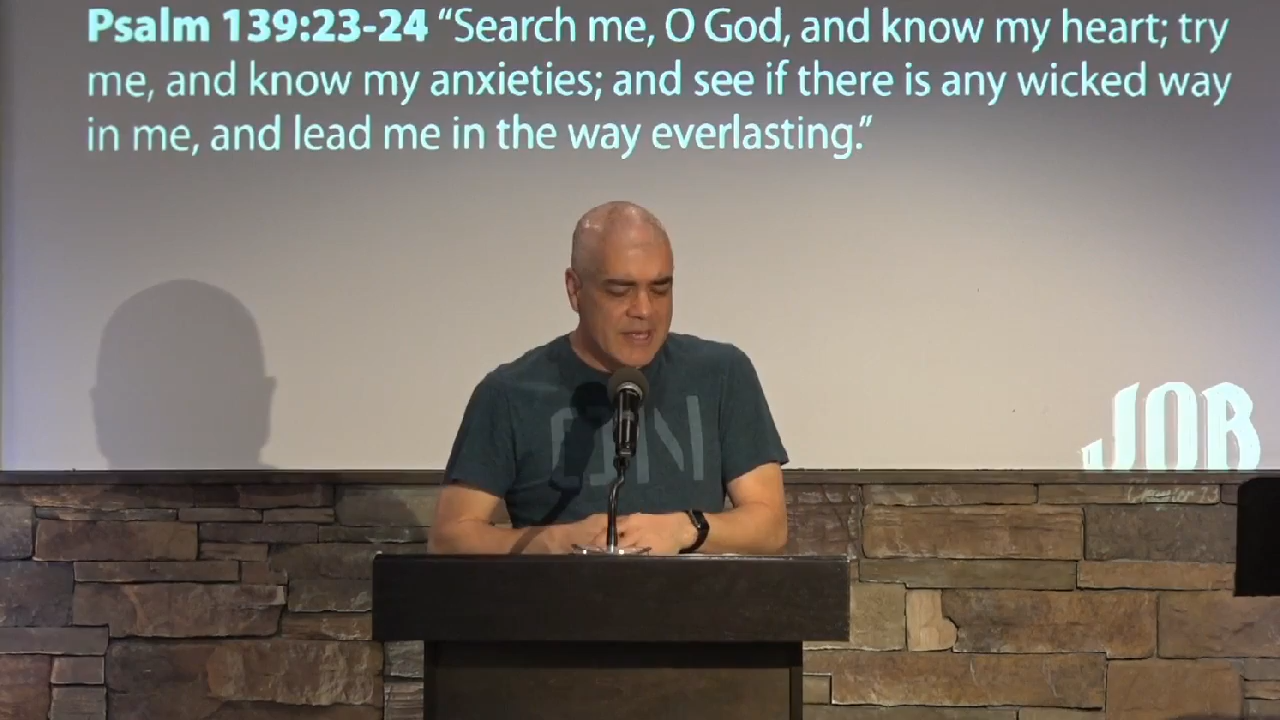 Psalm 139:23-24 “Search me, O God, and know my heart; try
me, and know my anxieties; and see if there is any wicked way
in me, and lead me in the way everlasting.”
JOB